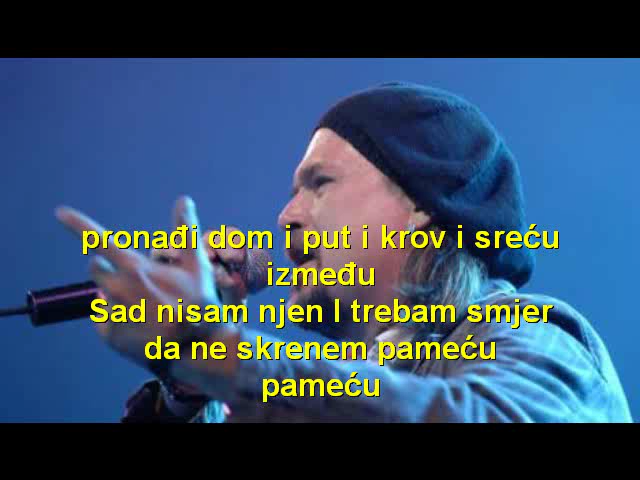 pronađi dom i put i krov i sreću
između
Sad nisam njen I trebam smjer
da ne skrenem pameću
pameću